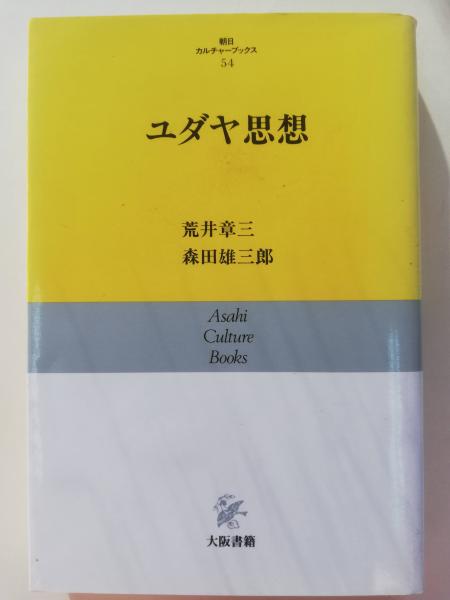 朝日
カルチャーブックス
54
ユダヤ思想
荒井章三
森田雄三郎
Asahi
Culture
Books
大阪書籍